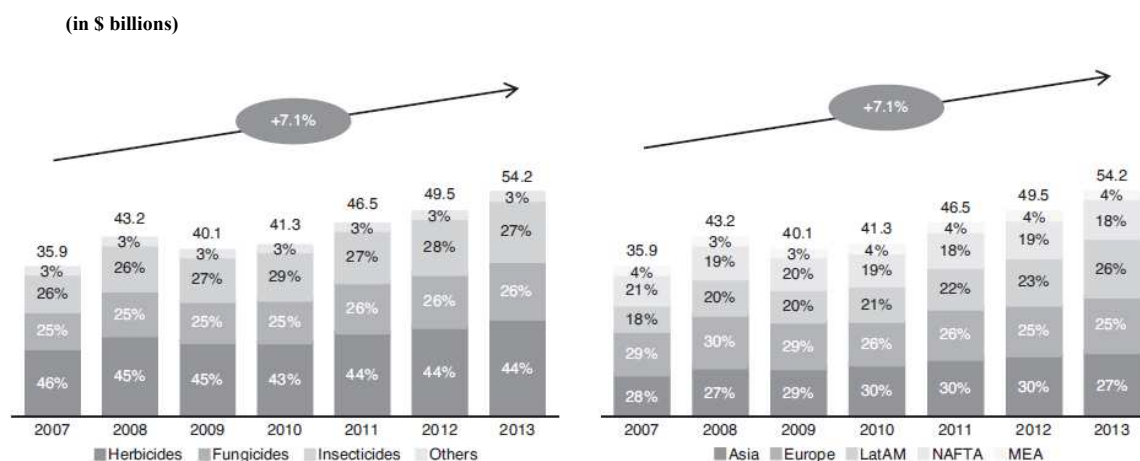 (in $ billions)
+7.1%
35.9
43.2
40.1
41.3
46.5
49.5
54.2
3% 3% 3% 3% 3% 3% 3%
26% 26% 27% 29% 27% 28% 27%
25% 25% 25% 25% 26% 26% 26%
46% 45% 45% 43% 44% 44% 44%
2007 2008 2009 2010 2011 2012 2013
Herbicides Fungicides Insecticides Others
+7.1%
35.9
43.2
40.1
41.3
46.5
49.5
54.2
4% 3% 3% 4% 4% 4% 4%
21% 19% 20% 19% 18% 19% 18%
18% 20% 20% 21% 22% 23% 26%
29% 30% 29% 26% 26% 25% 25%
28% 27% 29% 30% 30% 30% 27%
2007 2008 2009 2010 2011 2012 2013
Asia Europe LatAM NAFTA MEA